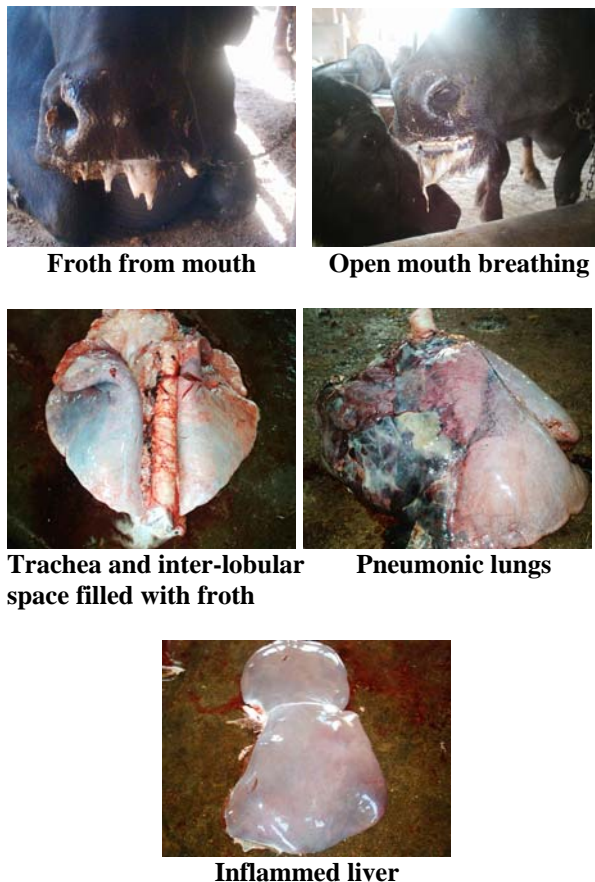 Froth from mouth
Open mouth breathing
Trachea and inter-lobular
space filled with froth
Pneumonic lungs
Inflammed liver